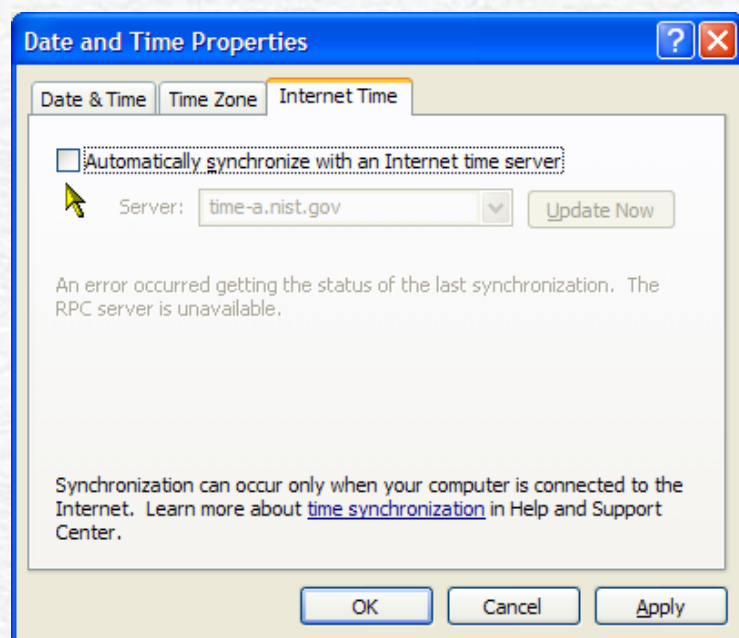 Date and Time Properties
Date & Time Time Zone Internet Time
Automatically synchronize with an Internet time server
Server: time-a.nist.gov Update Now
An error occurred getting the status of the last synchronization. The
RPC server is unavailable.
Synchronization can occur only when your computer is connected to the
Internet. Learn more about time synchronization in Help and Support
Center.
OK Cancel Apply